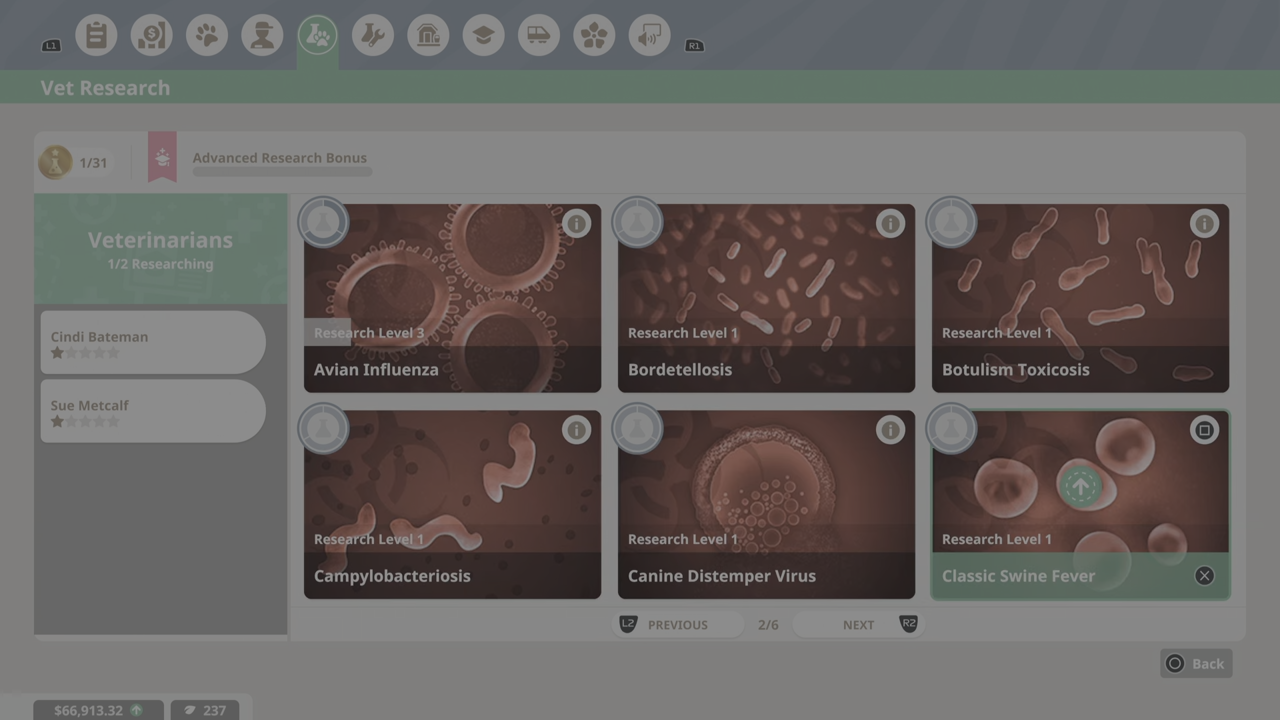 L1
R1
Vet Research
1/31
Advanced Research Bonus
Veterinarians
1/2 Researching
Cindi Bateman
Sue Metcalf
Research Level 3
Avian Influenza
Research Level 1
Bordetellosis
Research Level 1
Botulism Toxicosis
Research Level 1
Campylobacteriosis
Research Level 1
Canine Distemper Virus
Research Level 1
Classic Swine Fever
L2
PREVIOUS
2/6
NEXT
R2
Back
$66,913.32
237